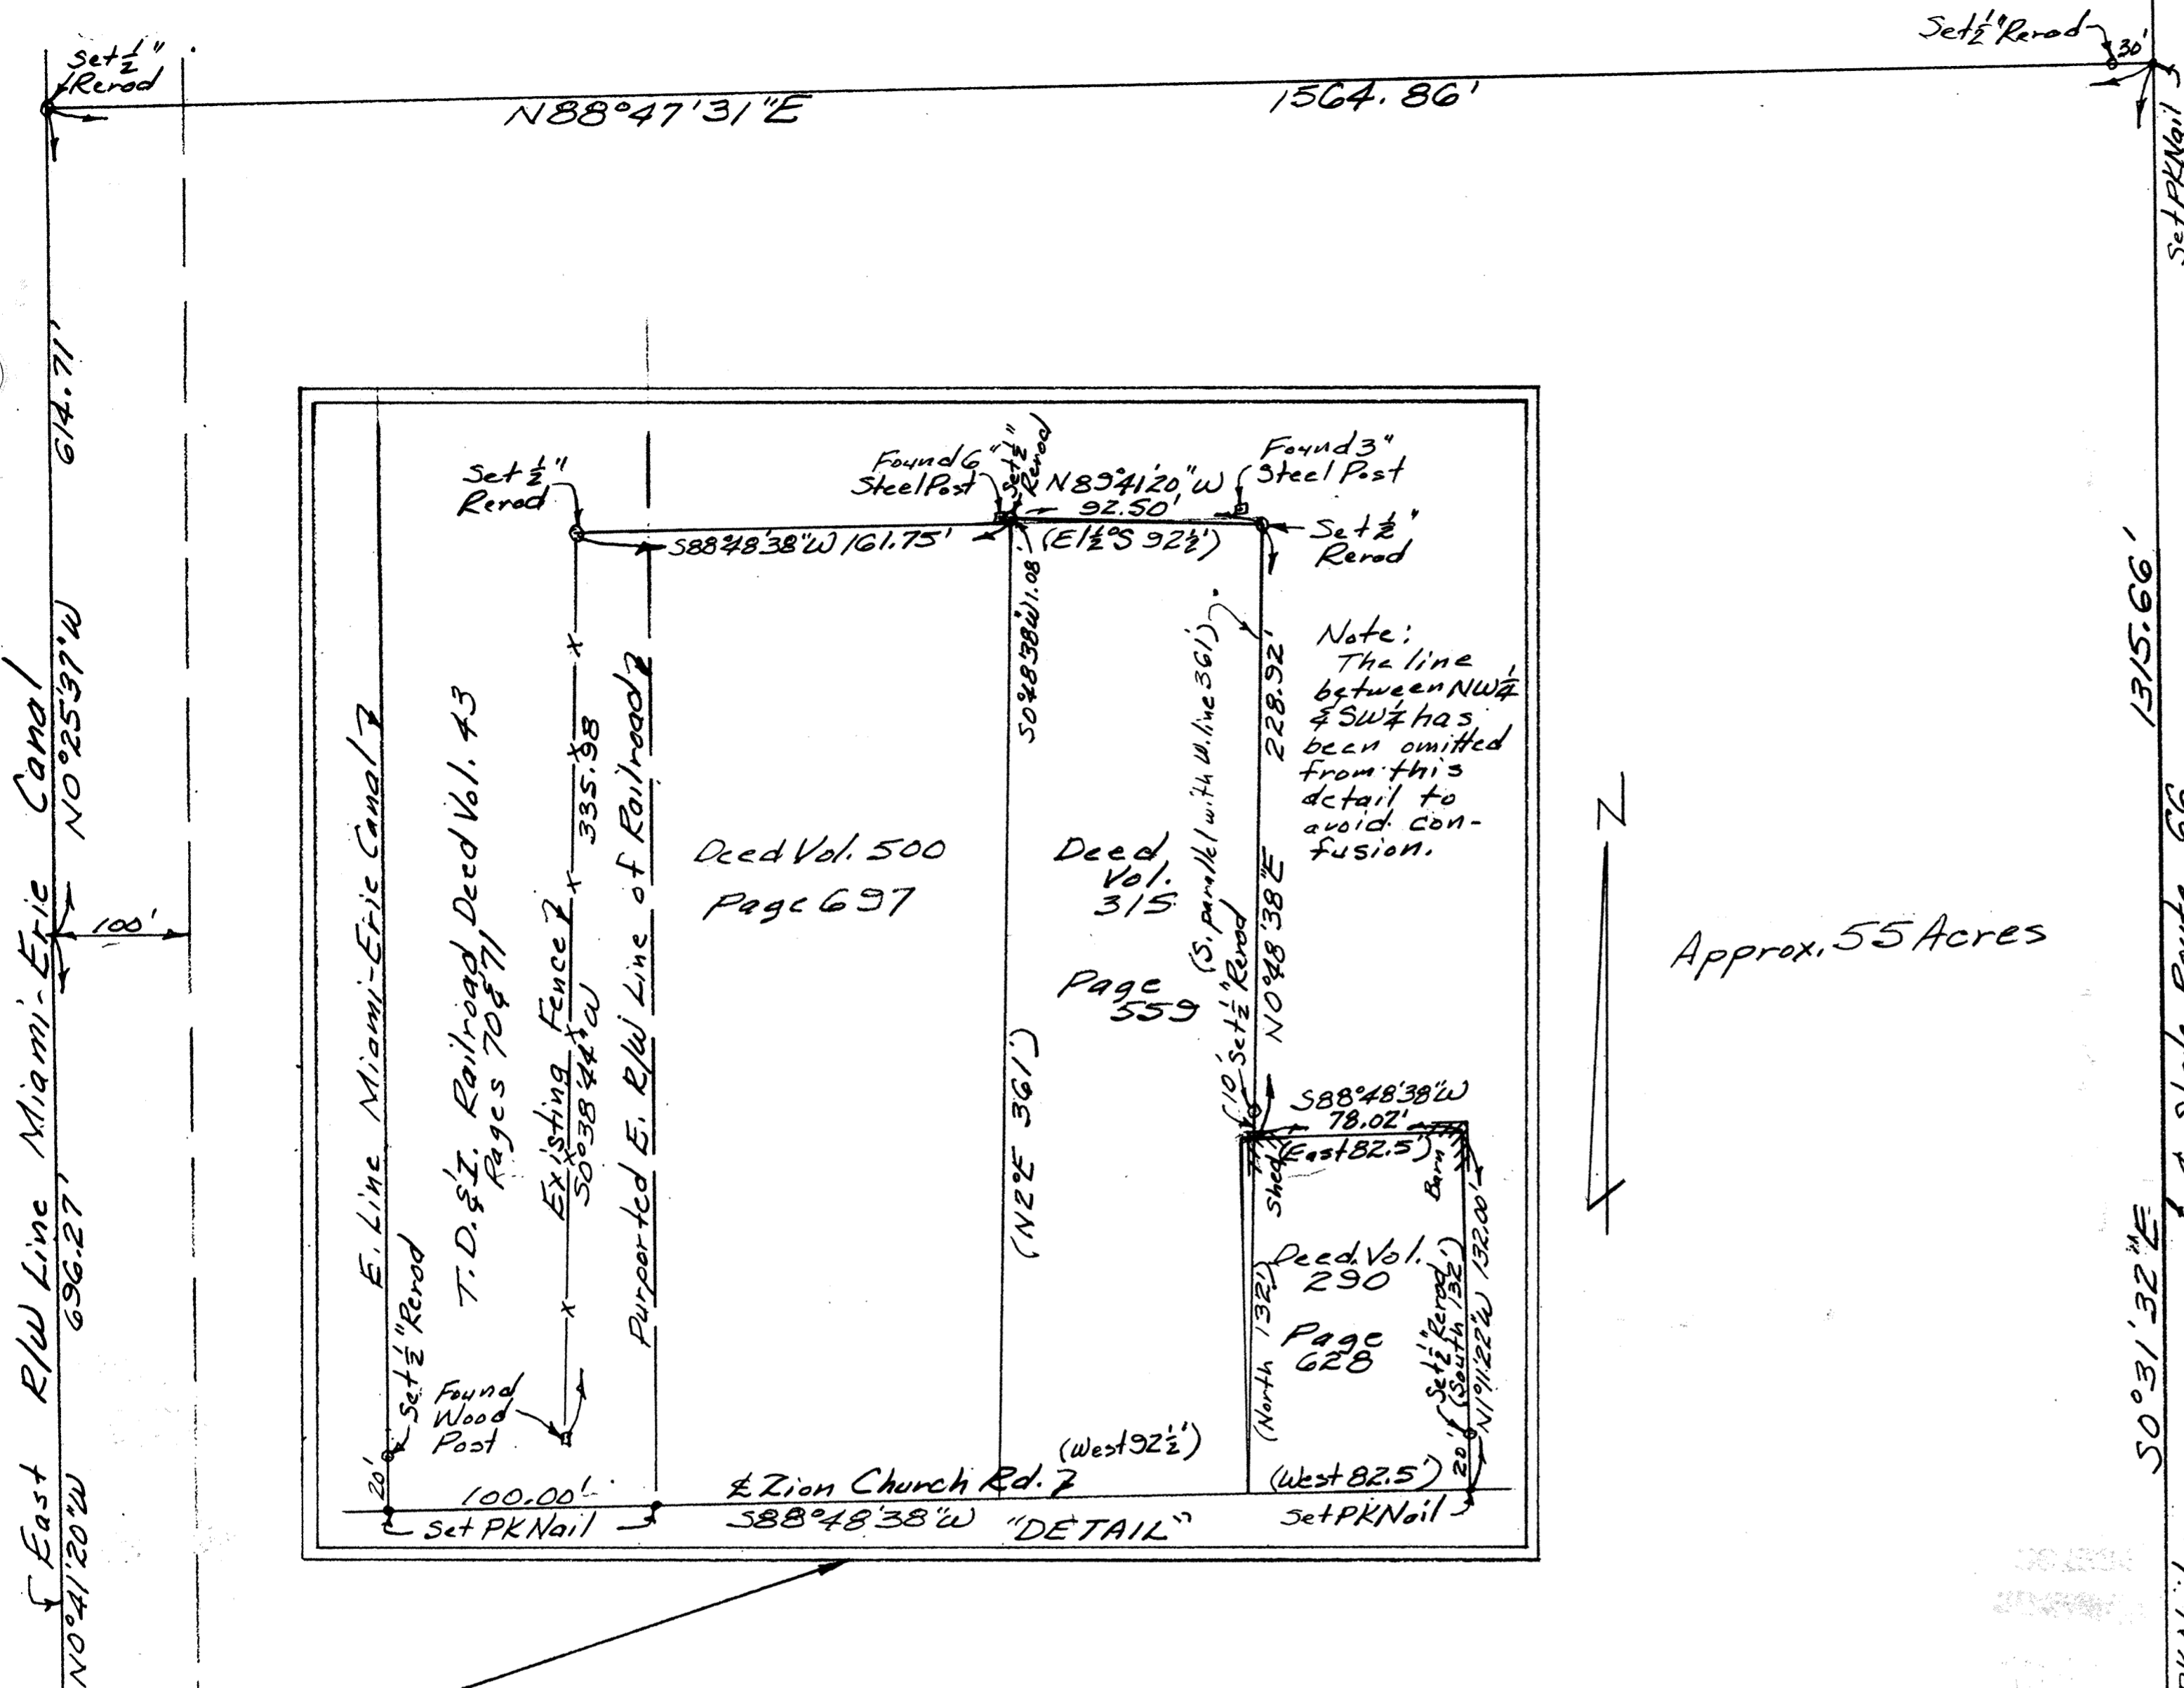 Set ½"
Rerod
N88°47'31"E
1564.86'
Set ½" Rerod
30'
Set PK Nail
614.71'
N0°25'37"W
East R/W Line Miami-Erie Canal
100'
696.27'
N0°41'20"W
Set ½"
Rerod
Found 6"
Steel Post
Set ½"
Rerod
N89°41'20"W
92.50'
(E1½°S 92½')
Found 3"
Steel Post
Set ½"
Rerod
S88°48'38"W 161.75'
S0°48'38"W 1.08'
(S. parallel with W. line 361')
228.92'
N0°48'38"E
Note:
The line
between NW¼
& SW¼ has
been omitted
from this
detail to
avoid con-
fusion.
E. Line Miami-Erie Canal
T.D. & I. Railroad Deed Vol. 43
Pages 70 & 71
Existing Fence
335.98
S0°38'44"W
Purported E. R/W Line of Railroad
Deed Vol. 500
Page 697
(N2°E 361')
Deed
Vol.
315
Page
559
10'
Set ½" Rerod
S88°48'38"W
78.02'
(East 82.5')
Shed
Barn
Deed Vol.
290
Page
628
(North 132')
Set ½" Rerod
(South 132')
N1°11'22"W 132.00'
20'
Set ½" Rerod
Found
Wood
Post
20'
100.00'
Set PK Nail
℄ Zion Church Rd.
S88°48'38"W
"DETAIL"
(West 92½')
(West 82.5')
Set PK Nail
N
Approx. 55 Acres
1315.66'
S0°31'32"E
State Route 66